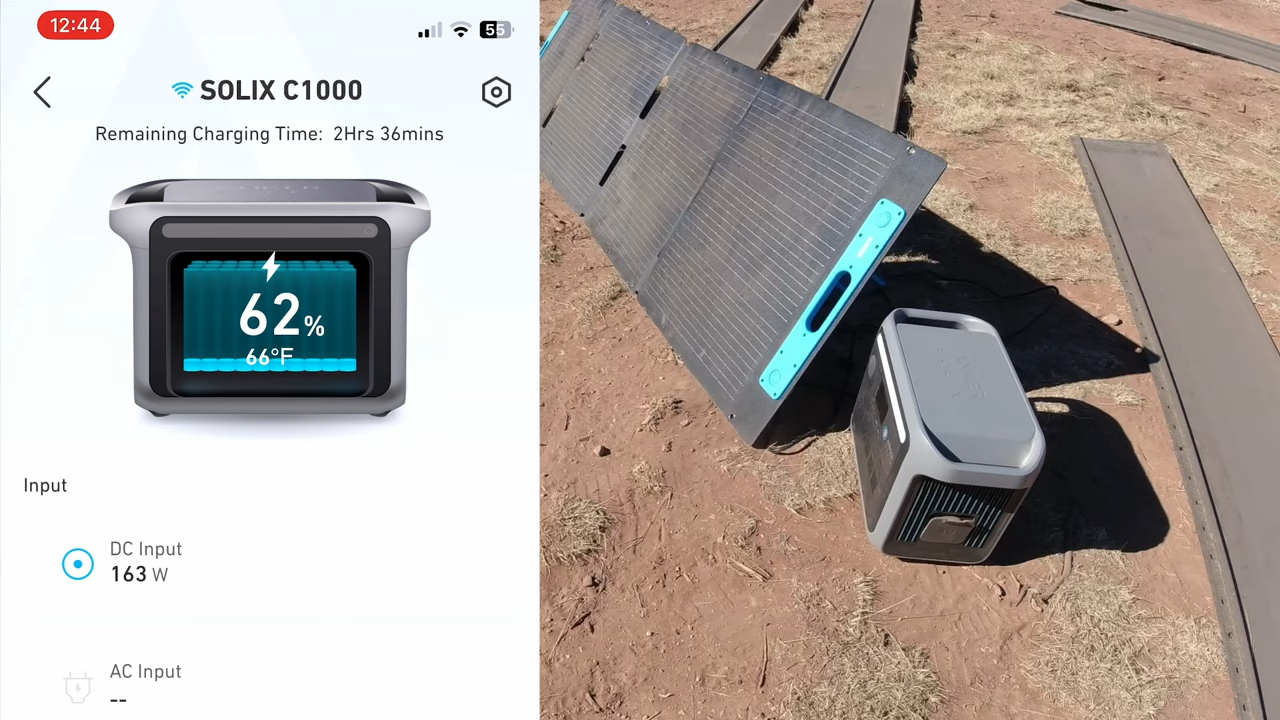 12:44
55
SOLIX C1000
Remaining Charging Time: 2Hrs 36mins
62%
66°F
Input
DC Input
163 W
AC Input
--